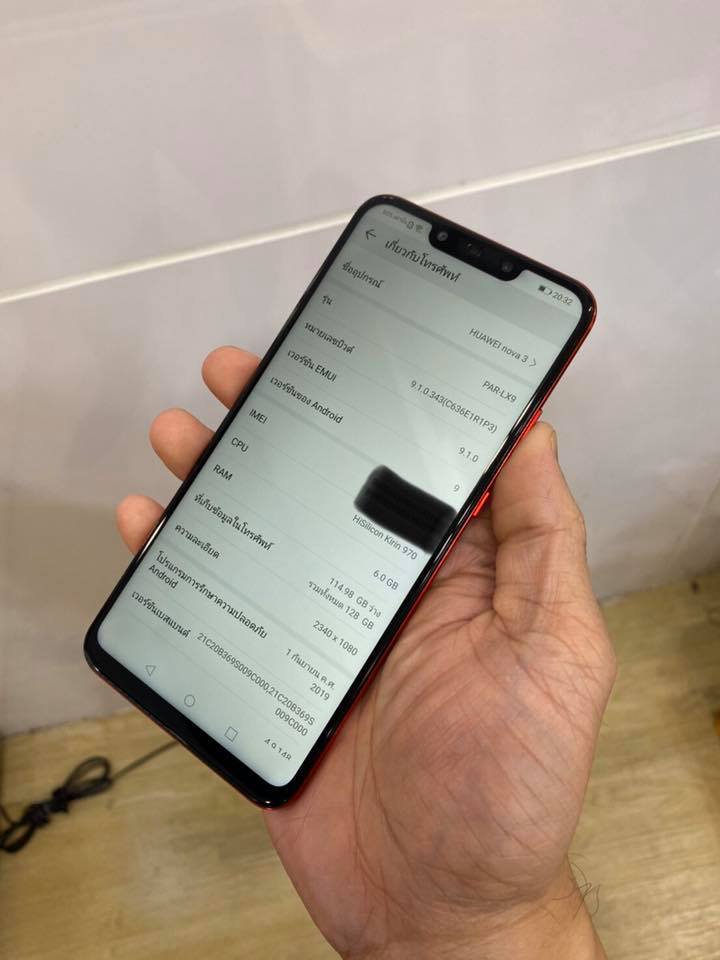 20:32
เกี่ยวกับโทรศัพท์
ชื่ออุปกรณ์
HUAWEI nova 3
รุ่น
PAR-LX9
หมายเลขบิวด์
9.1.0.343(C636E1R1P3)
เวอร์ชัน EMUI
9.1.0
เวอร์ชันของ Android
9
IMEI
CPU
HiSilicon Kirin 970
RAM
6.0 GB
ที่เก็บข้อมูลในโทรศัพท์
114.98 GB ว่าง
รวมทั้งหมด 128 GB
ความละเอียด
2340 x 1080
โปรแกรมการรักษาความปลอดภัย
Android
1 กันยายน ค.ศ.
2019
เวอร์ชันเบสแบนด์
21C20B369S009C000,21C20B369S
009C000